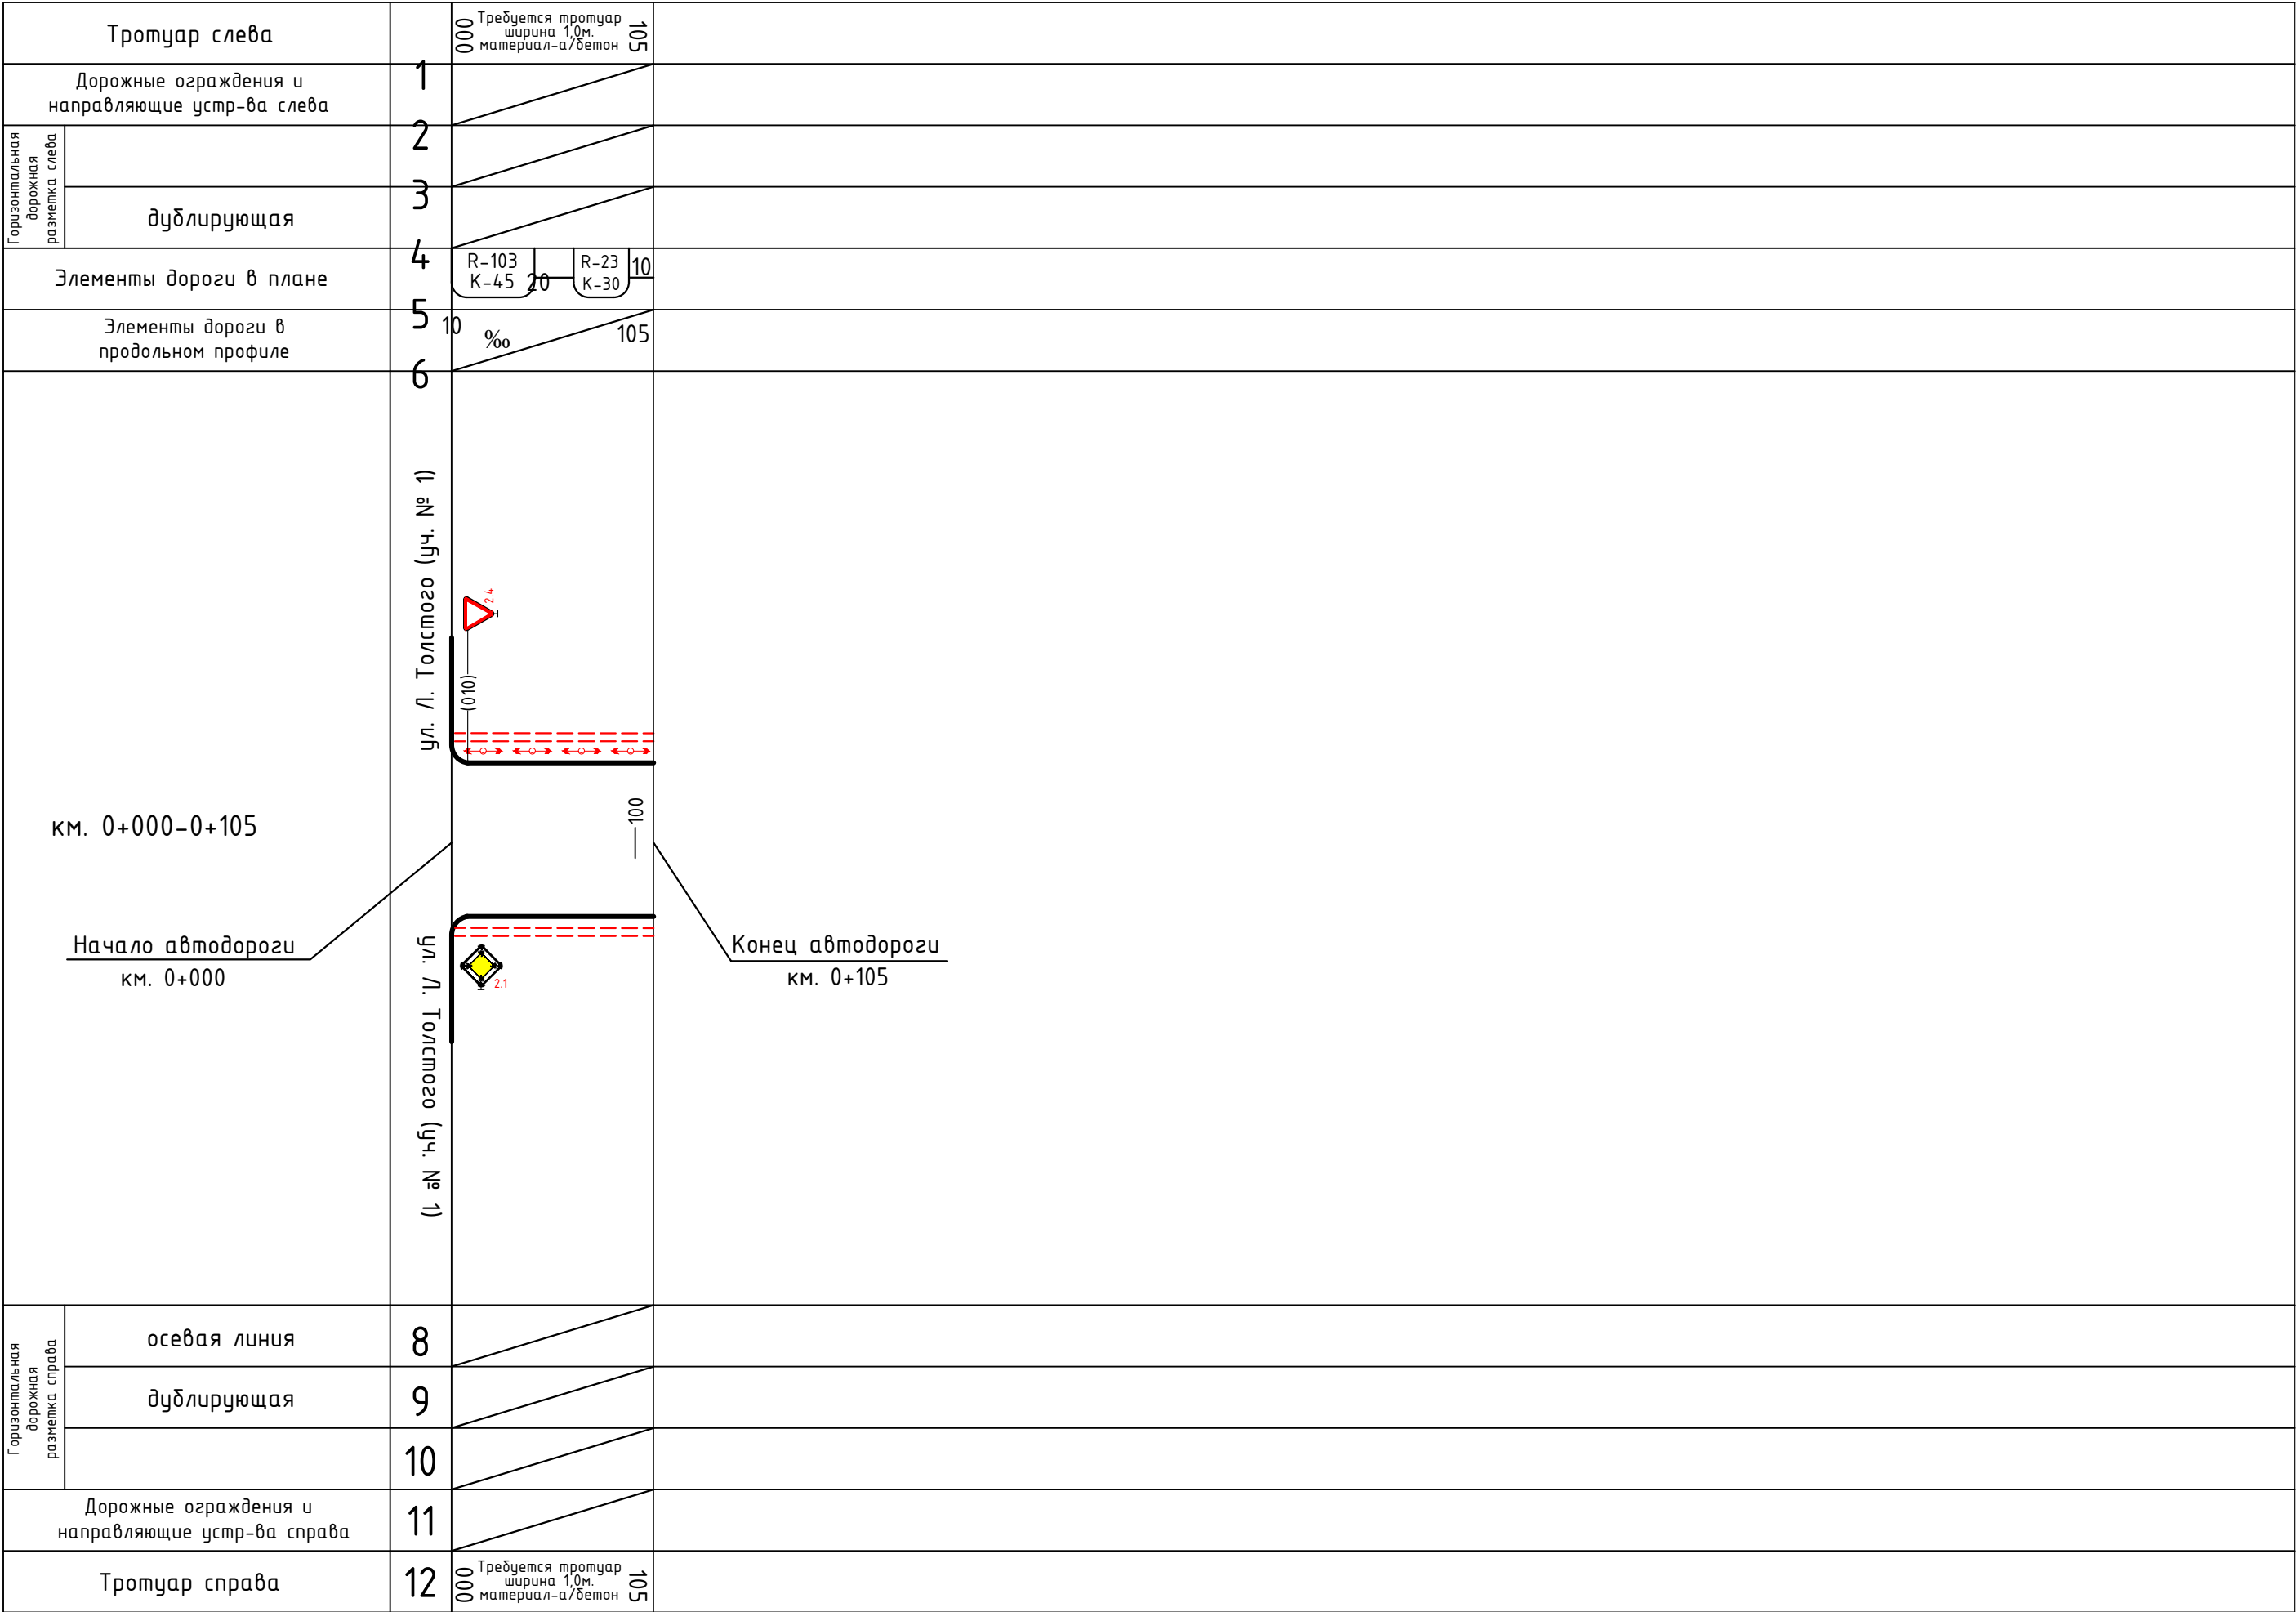 Тротуар слева
000
Требуется тротуар
ширина 1,0м.
материал-а/бетон
105
1
Дорожные ограждения и
направляющие устр-ва слева
2
Горизонтальная
дорожная
разметка слева
3
дублирующая
4
Элементы дороги в плане
R-103
К-45
20
R-23
К-30
10
5
Элементы дороги в
продольном профиле
10
‰
105
6
ул. Л. Толстого (уч. № 1)
2.4
(010)
км. 0+000-0+105
100
Начало автодороги
км. 0+000
ул. Л. Толстого (уч. № 1)
2.1
Конец автодороги
км. 0+105
Горизонтальная
дорожная
разметка справа
осевая линия
8
дублирующая
9
10
Дорожные ограждения и
направляющие устр-ва справа
11
Тротуар справа
12
000
Требуется тротуар
ширина 1,0м.
материал-а/бетон
105